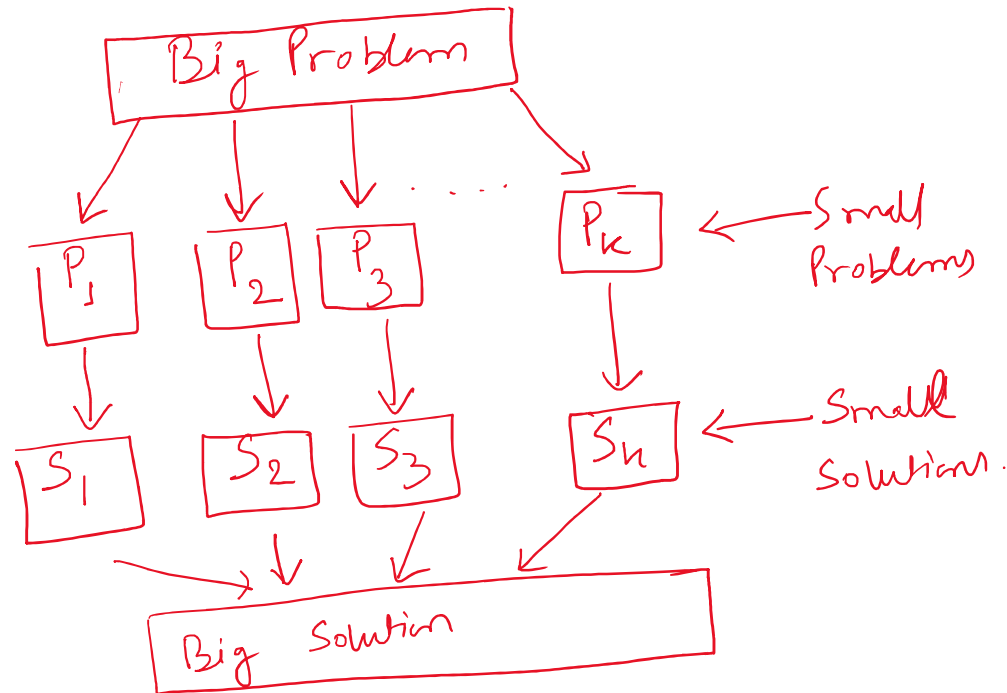 Big Problem
P1 P2 P3 ..... Pk
Small
Problems
S1 S2 S3 Sk
Small
Solutions.
Big Solution